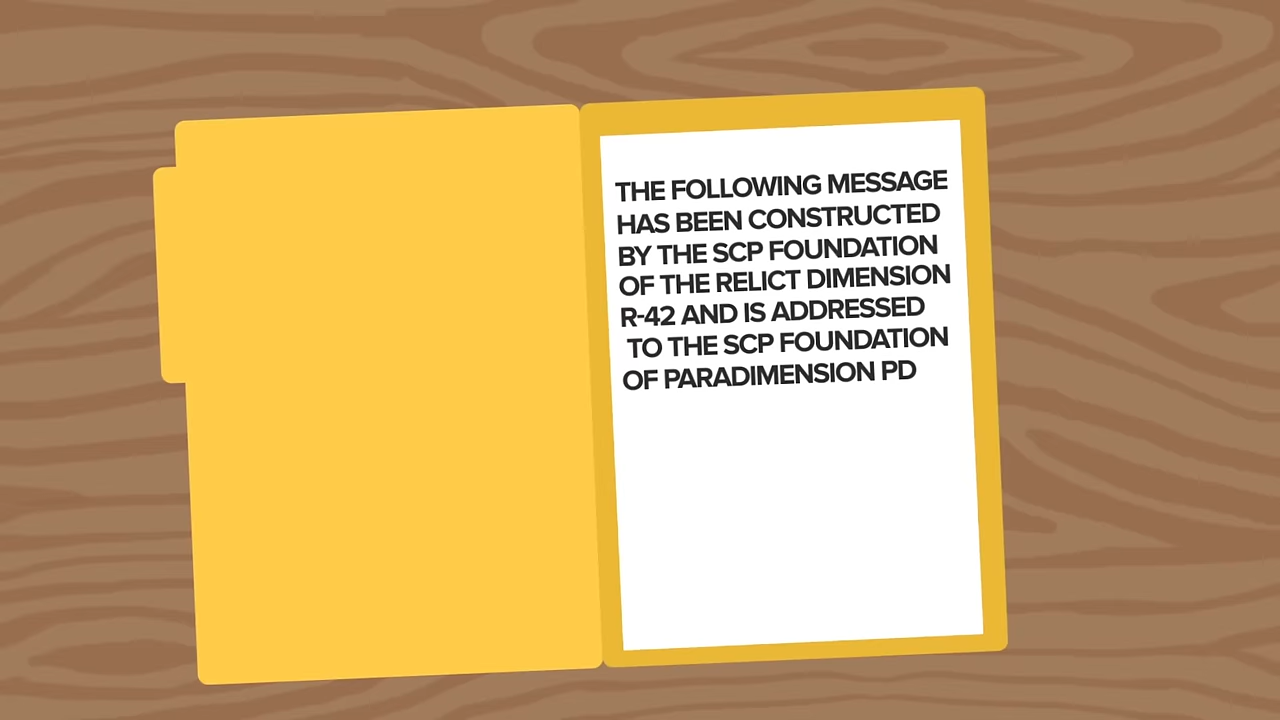 THE FOLLOWING MESSAGE
HAS BEEN CONSTRUCTED
BY THE SCP FOUNDATION
OF THE RELICT DIMENSION
R-42 AND IS ADDRESSED
TO THE SCP FOUNDATION
OF PARADIMENSION PD